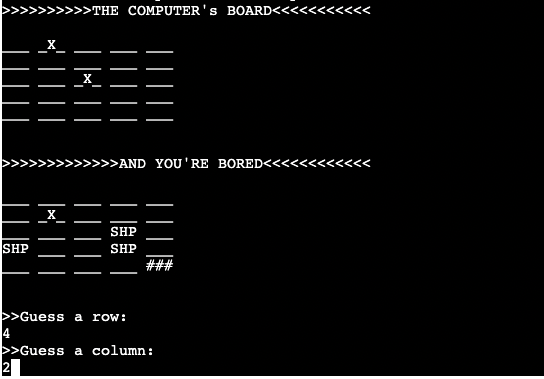 >>>>>>>>>>THE COMPUTER's BOARD<<<<<<<<<<<
___ _X_ ___ ___ ___
___ ___ ___ ___ ___
___ ___ _X_ ___ ___
___ ___ ___ ___ ___
___ ___ ___ ___ ___
>>>>>>>>>>>>>AND YOU'RE BORED<<<<<<<<<<<<
___ ___ ___ ___ ___
___ _X_ ___ ___ ___
___ ___ ___ SHP ___
SHP ___ ___ SHP ___
___ ___ ___ ___ ###
>>Guess a row:
4
>>Guess a column:
2